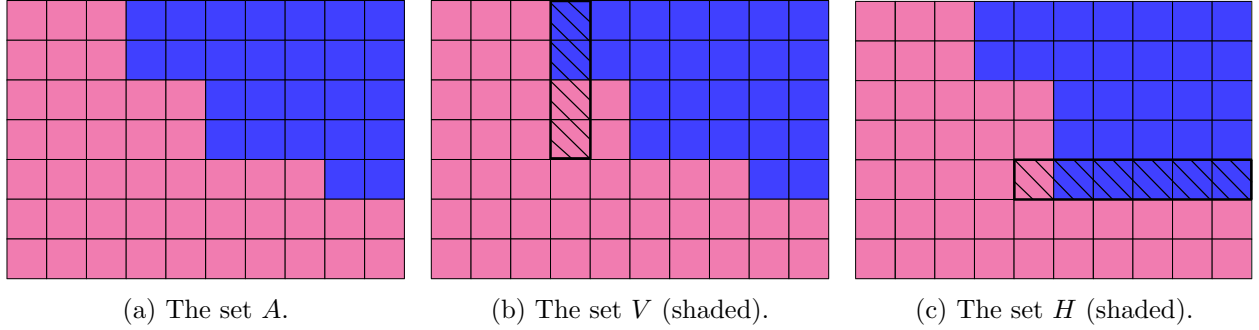 (a) The set A.
(b) The set V (shaded).
(c) The set H (shaded).